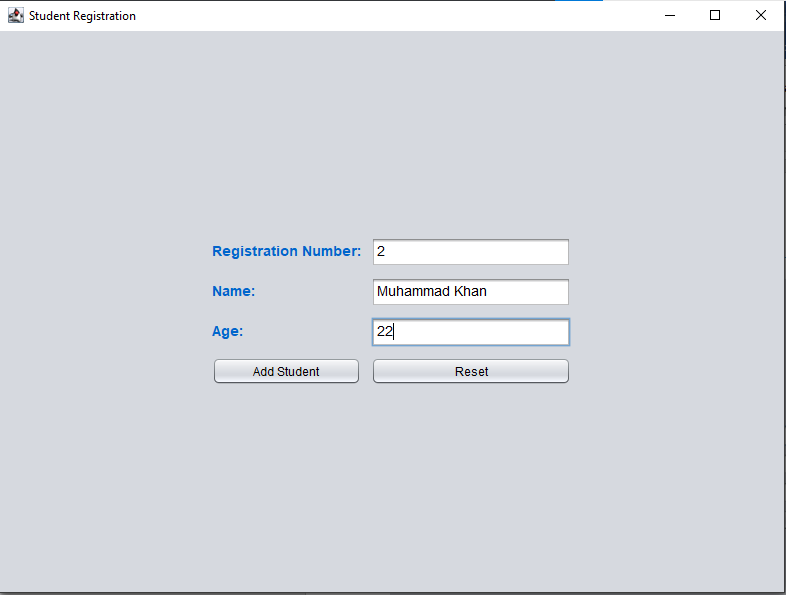 Student Registration
Registration Number: 2
Name: Muhammad Khan
Age: 22
Add Student Reset